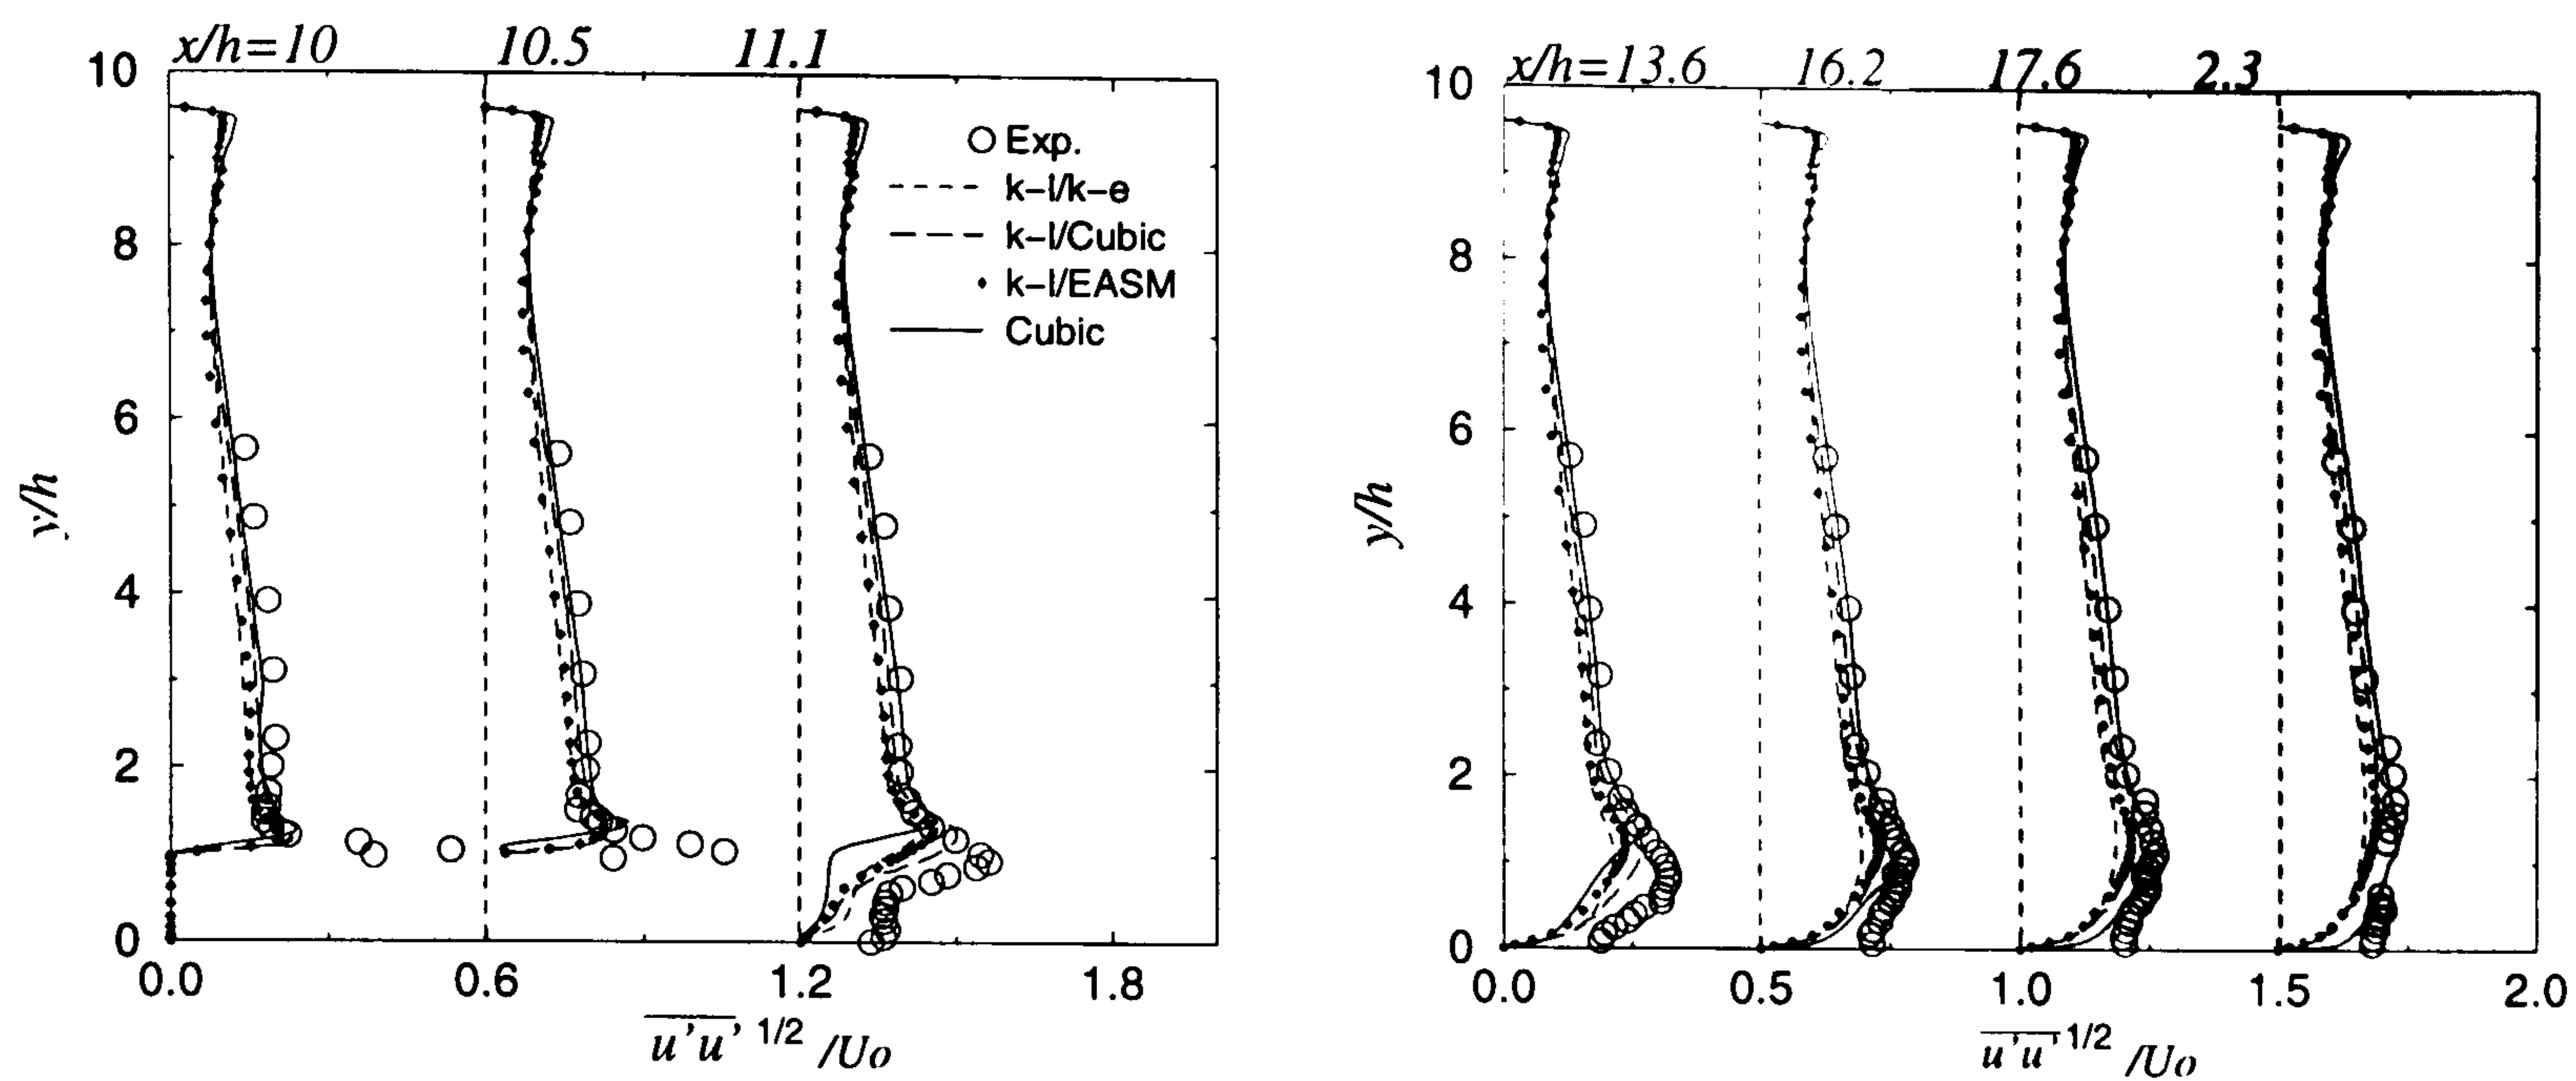 x/h=10 10.5 11.1
10
8
6
4
2
0
y/h
0.0 0.6 1.2 1.8
u'u' 1/2 /Uo
Exp.
k-l/k-e
k-l/Cubic
k-l/EASM
Cubic
x/h=13.6 16.2 17.6 2.3
10
8
6
4
2
0
y/h
0.0 0.5 1.0 1.5 2.0
u'u' 1/2 /Uo